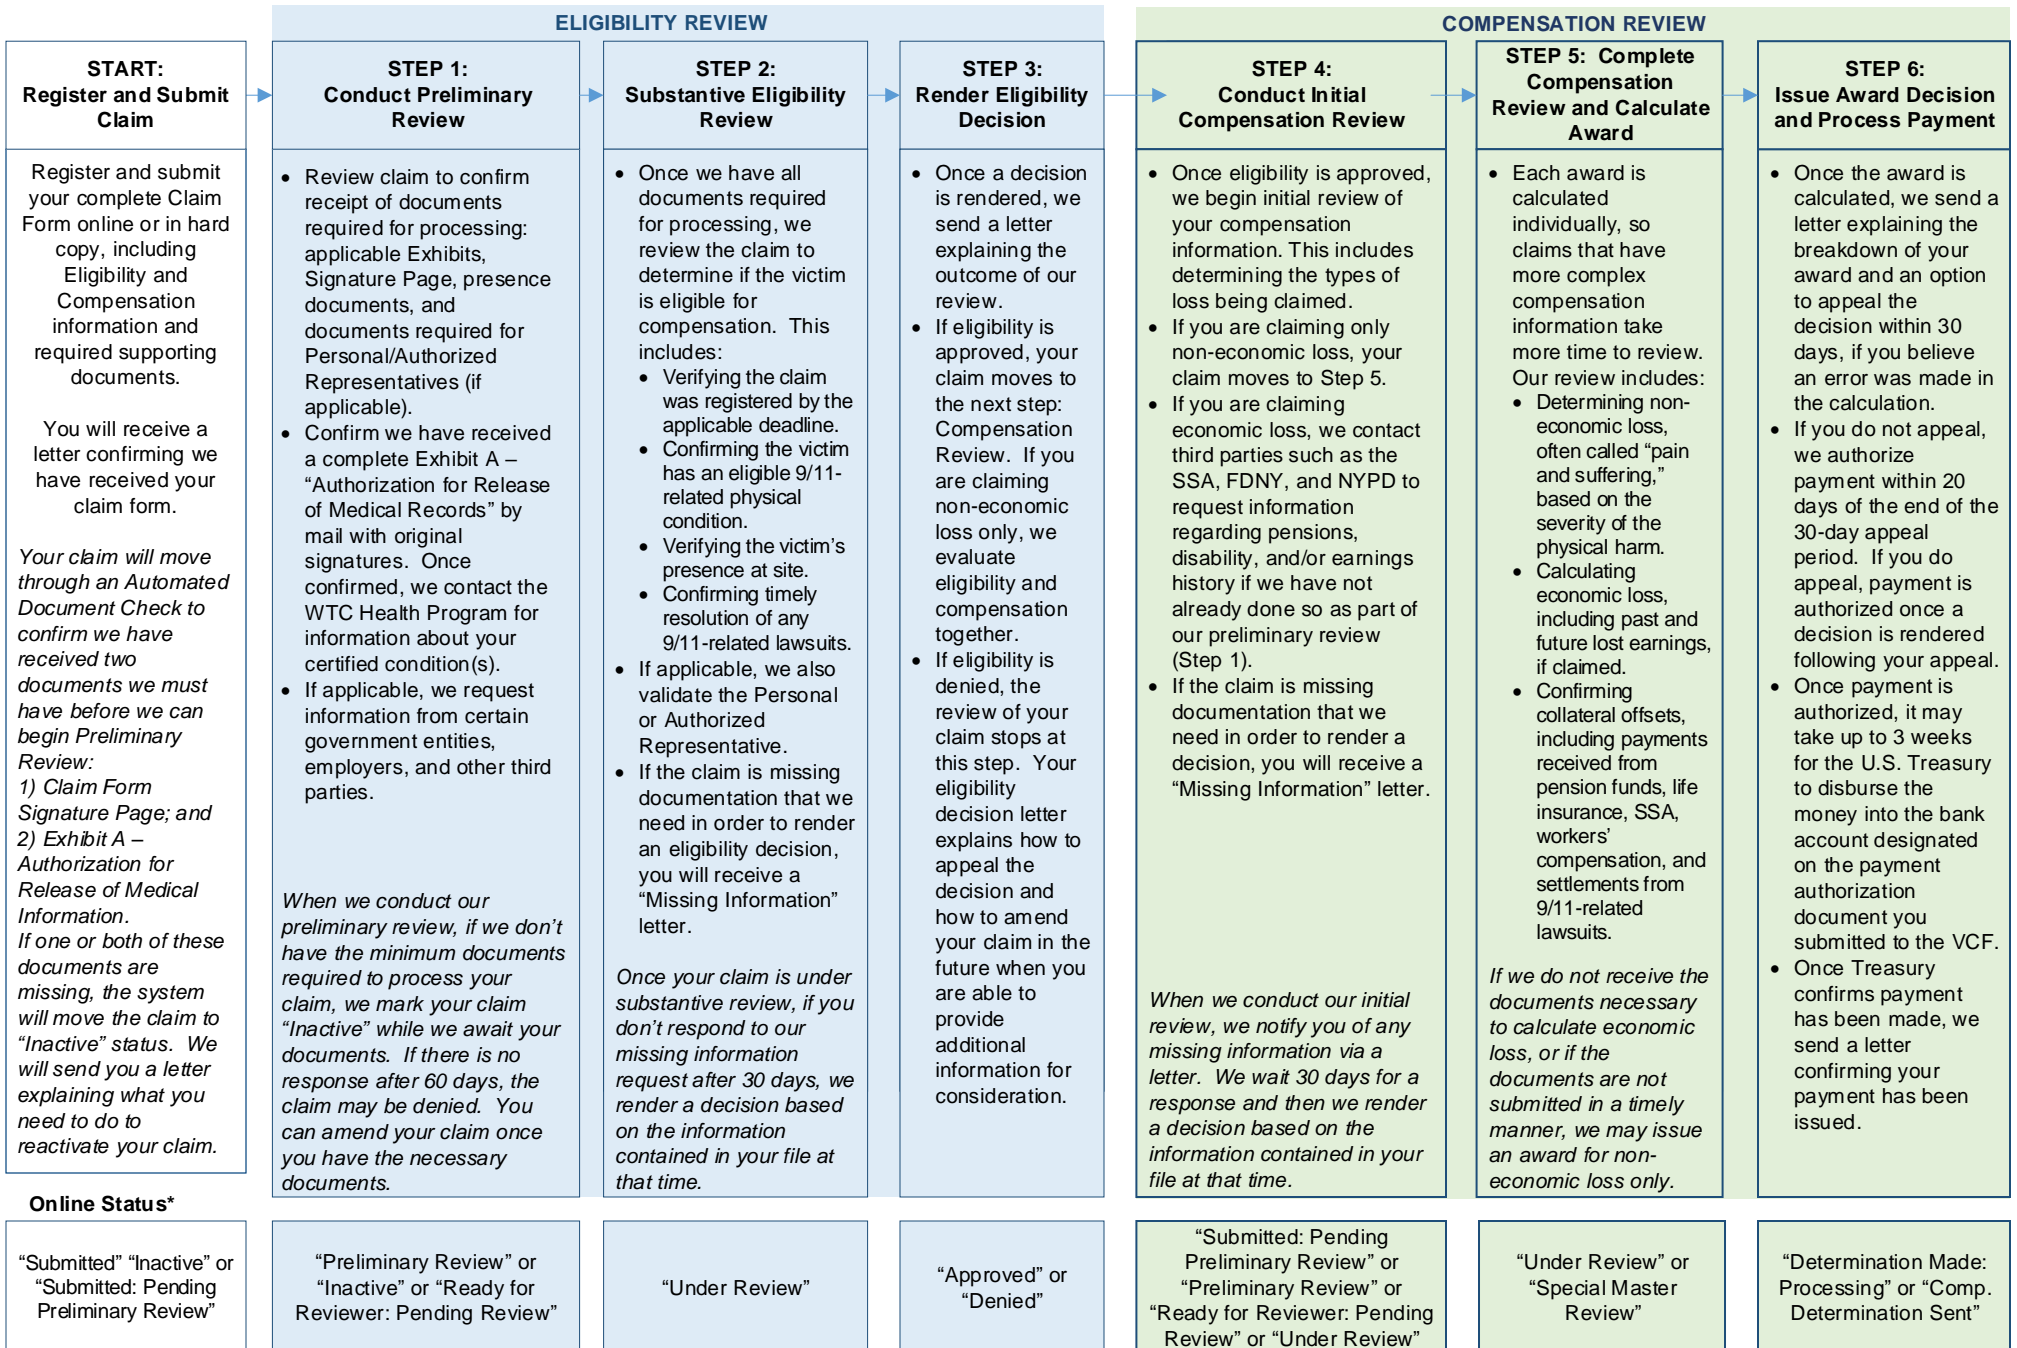 ELIGIBILITY REVIEW
COMPENSATION REVIEW
START:
Register and Submit
Claim
Register and submit
your complete Claim
Form online or in hard
copy, including
Eligibility and
Compensation
information and
required supporting
documents.
You will receive a
letter confirming we
have received your
claim form.
Your claim will move
through an Automated
Document Check to
confirm we have
received two
documents we must
have before we can
begin Preliminary
Review:
1) Claim Form
Signature Page; and
2) Exhibit A –
Authorization for
Release of Medical
Information.
If one or both of these
documents are
missing, the system
will move the claim to
“Inactive” status.  We
will send you a letter
explaining what you
need to do to
reactivate your claim.
STEP 1:
Conduct Preliminary
Review
• Review claim to confirm
receipt of documents
required for processing:
applicable Exhibits,
Signature Page, presence
documents, and
documents required for
Personal/Authorized
Representatives (if
applicable).
• Confirm we have received
a complete Exhibit A –
“Authorization for Release
of Medical Records” by
mail with original
signatures.  Once
confirmed, we contact the
WTC Health Program for
information about your
certified condition(s).
• If applicable, we request
information from certain
government entities,
employers, and other third
parties.
When we conduct our
preliminary review, if we don’t
have the minimum documents
required to process your
claim, we mark your claim
“Inactive” while we await your
documents.  If there is no
response after 60 days, the
claim may be denied.  You
can amend your claim once
you have the necessary
documents.
STEP 2:
Substantive Eligibility
Review
• Once we have all
documents required
for processing, we
review the claim to
determine if the victim
is eligible for
compensation.  This
includes:
• Verifying the claim
was registered by the
applicable deadline.
• Confirming the victim
has an eligible 9/11-
related physical
condition.
• Verifying the victim’s
presence at site.
• Confirming timely
resolution of any
9/11-related lawsuits.
• If applicable, we also
validate the Personal
or Authorized
Representative.
• If the claim is missing
documentation that we
need in order to render
an eligibility decision,
you will receive a
“Missing Information”
letter.
Once your claim is under
substantive review, if you
don’t respond to our
missing information
request after 30 days, we
render a decision based
on the information
contained in your file at
that time.
STEP 3:
Render Eligibility
Decision
• Once a decision
is rendered, we
send a letter
explaining the
outcome of our
review.
• If eligibility is
approved, your
claim moves to
the next step:
Compensation
Review.  If you
are claiming
non-economic
loss only, we
evaluate
eligibility and
compensation
together.
• If eligibility is
denied, the
review of your
claim stops at
this step.  Your
eligibility
decision letter
explains how to
appeal the
decision and
how to amend
your claim in the
future when you
are able to
provide
additional
information for
consideration.
STEP 4:
Conduct Initial
Compensation Review
• Once eligibility is approved,
we begin initial review of
your compensation
information. This includes
determining the types of
loss being claimed.
• If you are claiming only
non-economic loss, your
claim moves to Step 5.
• If you are claiming
economic loss, we contact
third parties such as the
SSA, FDNY, and NYPD to
request information
regarding pensions,
disability, and/or earnings
history if we have not
already done so as part of
our preliminary review
(Step 1).
• If the claim is missing
documentation that we
need in order to render a
decision, you will receive a
“Missing Information” letter.
When we conduct our initial
review, we notify you of any
missing information via a
letter.  We wait 30 days for a
response and then we render
a decision based on the
information contained in your
file at that time.
STEP 5:  Complete
Compensation
Review and Calculate
Award
• Each award is
calculated
individually, so
claims that have
more complex
compensation
information take
more time to review.
Our review includes:
• Determining non-
economic loss,
often called “pain
and suffering,”
based on the
severity of the
physical harm.
• Calculating
economic loss,
including past and
future lost earnings,
if claimed.
• Confirming
collateral offsets,
including payments
received from
pension funds, life
insurance, SSA,
workers’
compensation, and
settlements from
9/11-related
lawsuits.
If we do not receive the
documents necessary
to calculate economic
loss, or if the
documents are not
submitted in a timely
manner, we may issue
an award for non-
economic loss only.
STEP 6:
Issue Award Decision
and Process Payment
• Once the award is
calculated, we send a
letter explaining the
breakdown of your
award and an option
to appeal the
decision within 30
days, if you believe
an error was made in
the calculation.
• If you do not appeal,
we authorize
payment within 20
days of the end of the
30-day appeal
period.  If you do
appeal, payment is
authorized once a
decision is rendered
following your appeal.
• Once payment is
authorized, it may
take up to 3 weeks
for the U.S. Treasury
to disburse the
money into the bank
account designated
on the payment
authorization
document you
submitted to the VCF.
• Once Treasury
confirms payment
has been made, we
send a letter
confirming your
payment has been
issued.
Online Status*
“Submitted” “Inactive” or
“Submitted: Pending
Preliminary Review”
“Preliminary Review” or
“Inactive” or “Ready for
Reviewer: Pending Review”
“Under Review”
“Approved” or
“Denied”
“Submitted: Pending
Preliminary Review” or
“Preliminary Review” or
“Ready for Reviewer: Pending
Review” or “Under Review”
“Under Review” or
“Special Master
Review”
“Determination Made:
Processing” or “Comp.
Determination Sent”